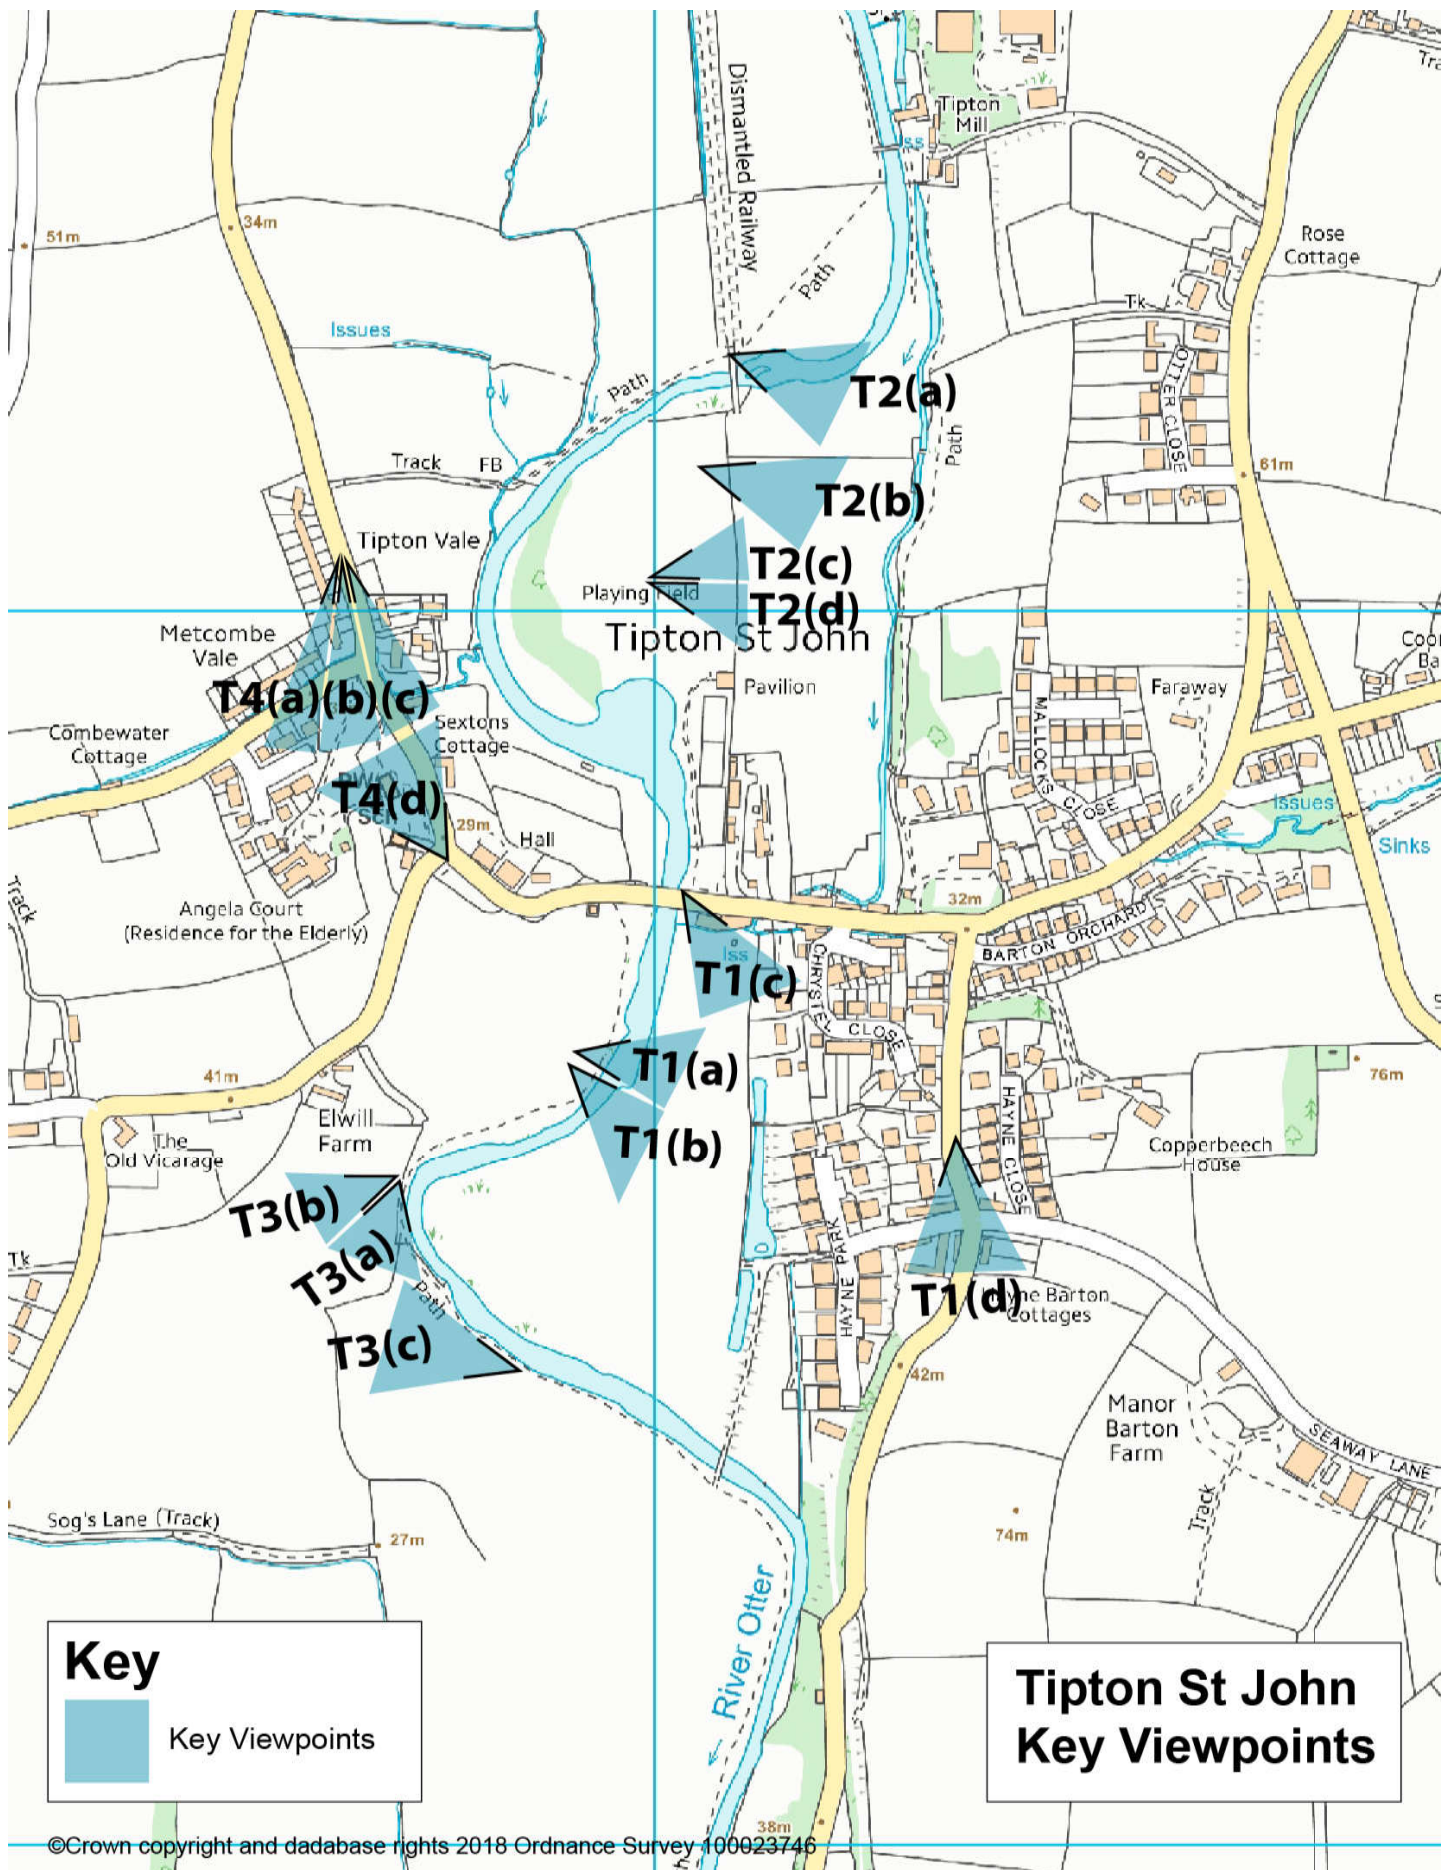 Dismantled Railway
Tipton
Mill
Iss
51m
34m
Path
Rose
Cottage
Tk
Issues
Path
T2(a)
OTTER CLOSE
Path
Track
FB
61m
T2(b)
Tipton Vale
T2(c)
Playing Field
T2(d)
Tipton St John
Metcombe
Vale
T4(a)(b)(c)
Pavilion
Faraway
MALLOCKS CLOSE
Combewater
Cottage
Sextons
Cottage
T4(d)
29m
Hall
Issues
Sinks
Track
Angela Court
(Residence for the Elderly)
32m
BARTON ORCHARD
Iss
T1(c)
CHRYSTEL CLOSE
T1(a)
41m
76m
Elwill
Farm
The
Old Vicarage
T1(b)
HAYNE CLOSE
Copperbeech
House
T3(b)
T3(a)
Tk
Path
HAYNE PARK
T1(d)
Hayne Barton
Cottages
T3(c)
42m
Manor
Barton
Farm
SEAWAY LANE
Track
Sog's Lane (Track)
27m
74m
River Otter
Key
Key Viewpoints
Tipton St John
Key Viewpoints
38m
©Crown copyright and dadabase rights 2018 Ordnance Survey 100023746